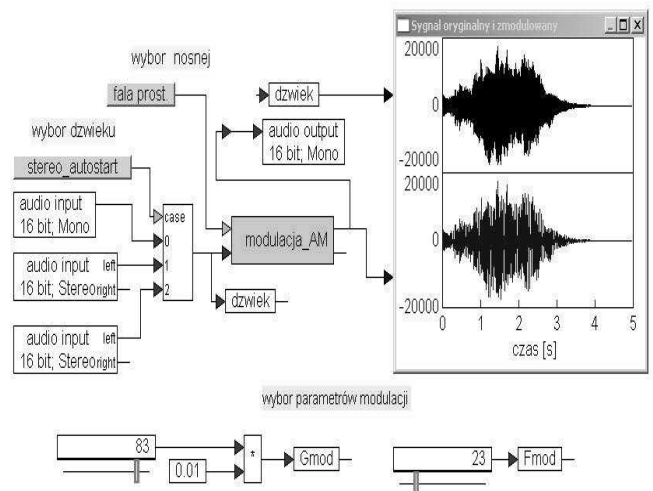 Sygnal oryginalny i zmodulowany
20000
0
-20000
20000
0
-20000
0 1 2 3 4 5
czas [s]
wybor nosnej
fala prost.
dzwiek
audio output
16 bit; Mono
wybor dzwieku
stereo_autostart
audio input
16 bit; Mono
case
0
1
2
audio input left
16 bit; Stereo right
audio input left
16 bit; Stereo right
modulacja_AM
dzwiek
wybor parametrów modulacji
83
0.01
*
Gmod
23
Fmod